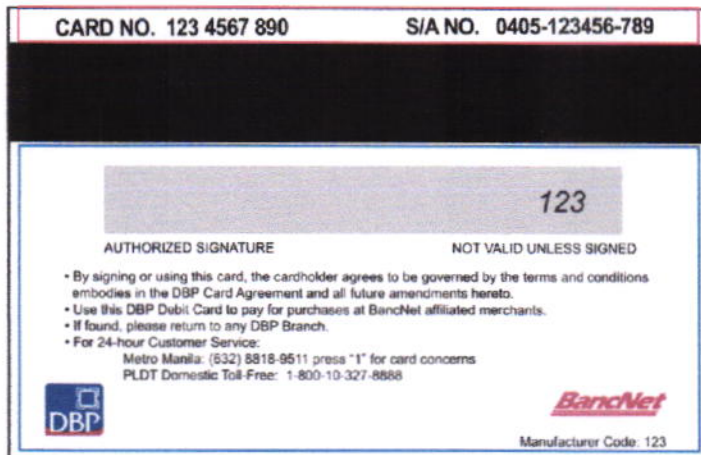 CARD NO. 123 4567 890 S/A NO. 0405-123456-789
123
AUTHORIZED SIGNATURE NOT VALID UNLESS SIGNED
• By signing or using this card, the cardholder agrees to be governed by the terms and conditions
embodies in the DBP Card Agreement and all future amendments hereto.
• Use this DBP Debit Card to pay for purchases at BancNet affiliated merchants.
• If found, please return to any DBP Branch.
• For 24-hour Customer Service:
Metro Manila: (632) 8818-9511 press "1" for card concerns
PLDT Domestic Toll-Free: 1-800-10-327-8888
DBP
BancNet
Manufacturer Code: 123